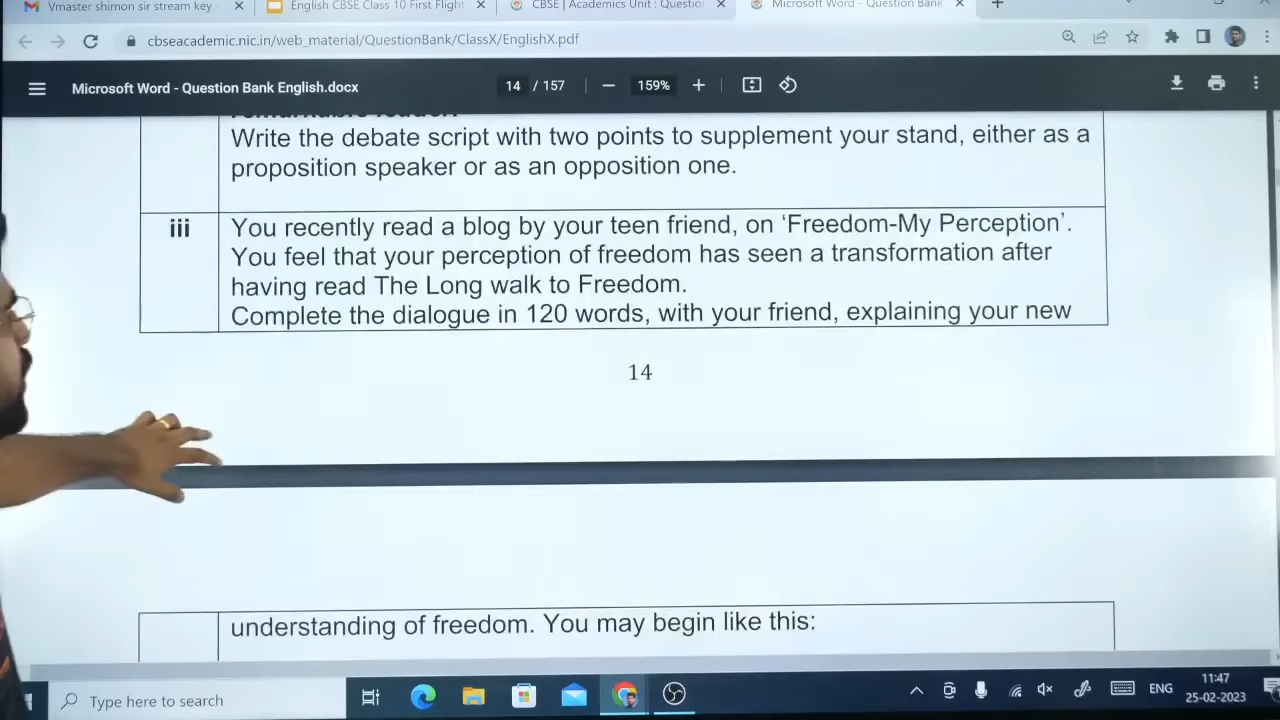 Vmaster shimon sir stream key - × English CBSE Class 10 First Flight × CBSE | Academics Unit : Questio × Microsoft Word - Question Bank × +
cbseacademic.nic.in/web_material/QuestionBank/ClassX/EnglishX.pdf
Microsoft Word - Question Bank English.docx 14 / 157 − 159% +
Write the debate script with two points to supplement your stand, either as a
proposition speaker or as an opposition one.
iii You recently read a blog by your teen friend, on ‘Freedom-My Perception’.
You feel that your perception of freedom has seen a transformation after
having read The Long walk to Freedom.
Complete the dialogue in 120 words, with your friend, explaining your new
14
understanding of freedom. You may begin like this:
Type here to search
ENG
11:47
25-02-2023